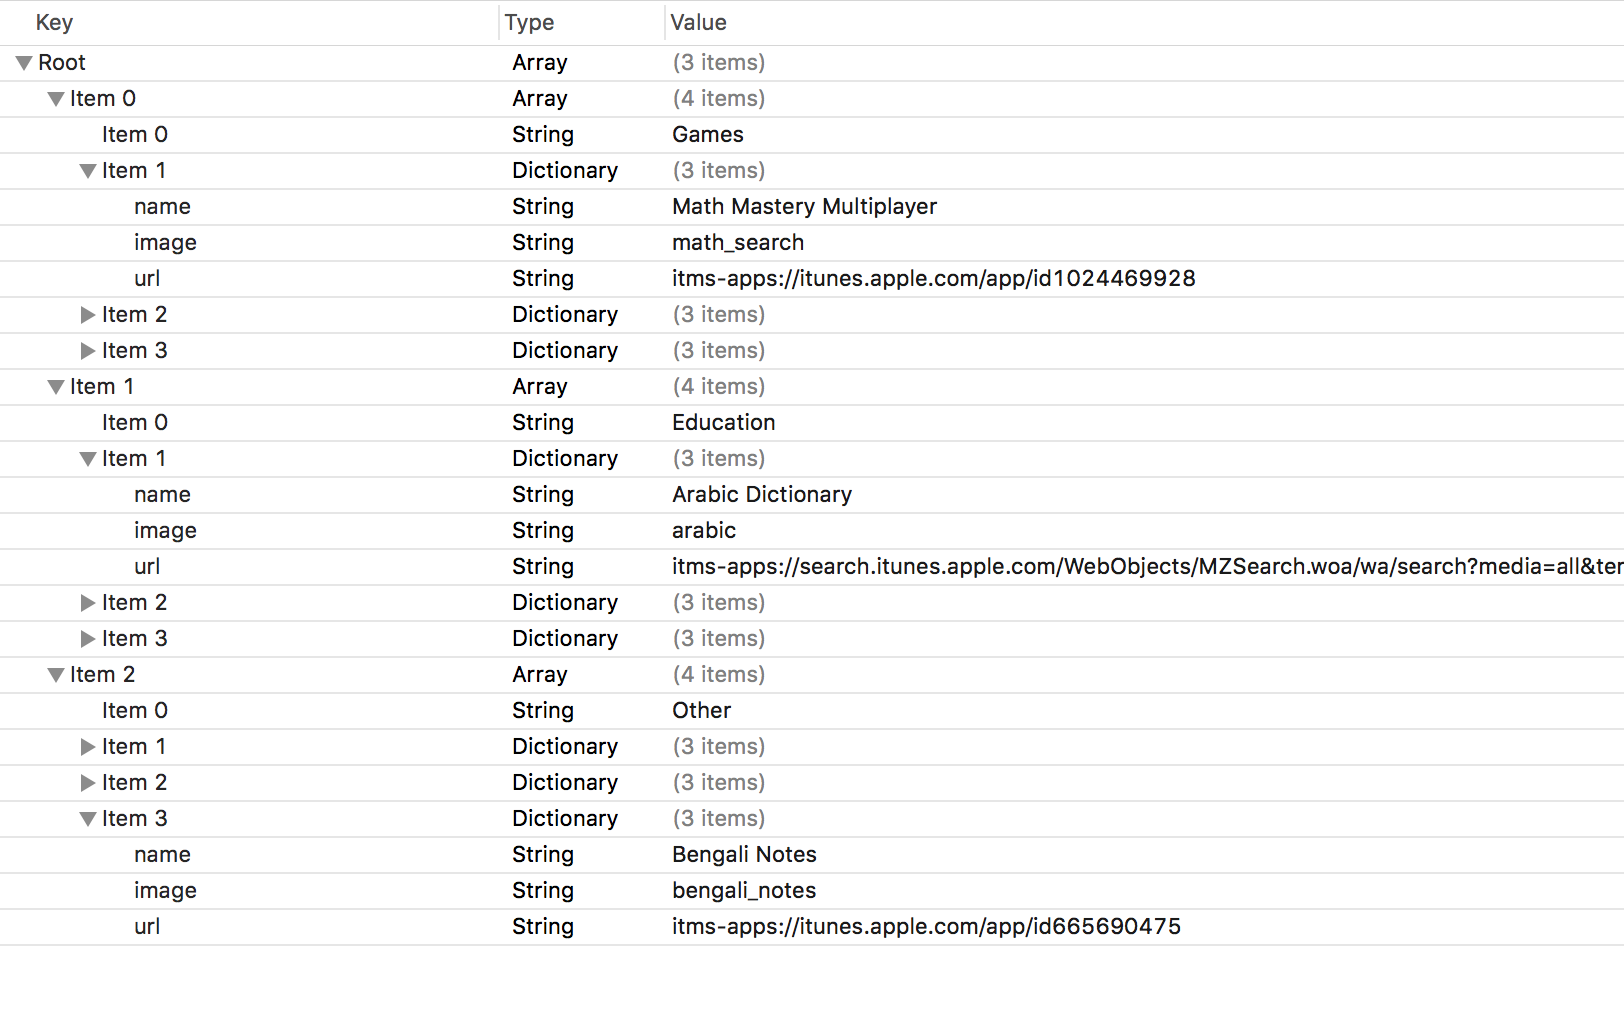 Key Type Value
Root Array (3 items)
Item 0 Array (4 items)
Item 0 String Games
Item 1 Dictionary (3 items)
name String Math Mastery Multiplayer
image String math_search
url String itms-apps://itunes.apple.com/app/id1024469928
Item 2 Dictionary (3 items)
Item 3 Dictionary (3 items)
Item 1 Array (4 items)
Item 0 String Education
Item 1 Dictionary (3 items)
name String Arabic Dictionary
image String arabic
url String itms-apps://search.itunes.apple.com/WebObjects/MZSearch.woa/wa/search?media=all&ter
Item 2 Dictionary (3 items)
Item 3 Dictionary (3 items)
Item 2 Array (4 items)
Item 0 String Other
Item 1 Dictionary (3 items)
Item 2 Dictionary (3 items)
Item 3 Dictionary (3 items)
name String Bengali Notes
image String bengali_notes
url String itms-apps://itunes.apple.com/app/id665690475